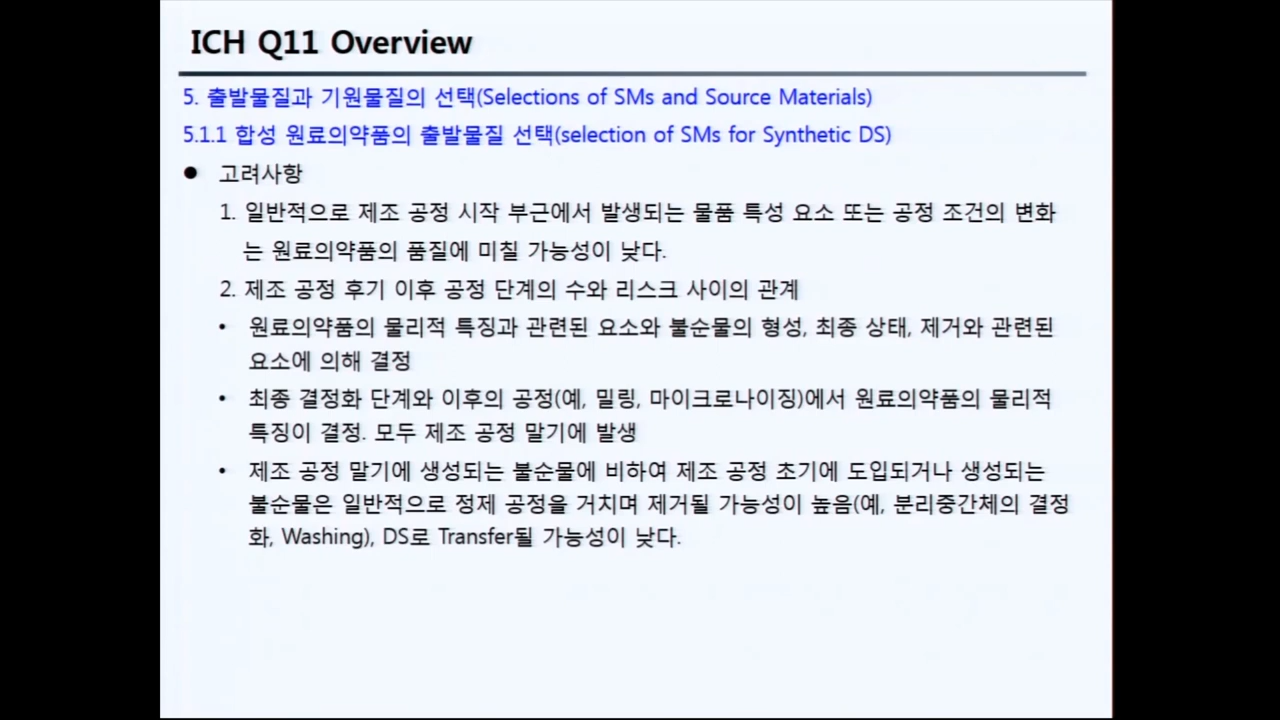 ICH Q11 Overview
5. 출발물질과 기원물질의 선택(Selections of SMs and Source Materials)
5.1.1 합성 원료의약품의 출발물질 선택(selection of SMs for Synthetic DS)
● 고려사항
1. 일반적으로 제조 공정 시작 부근에서 발생되는 물품 특성 요소 또는 공정 조건의 변화
는 원료의약품의 품질에 미칠 가능성이 낮다.
2. 제조 공정 후기 이후 공정 단계의 수와 리스크 사이의 관계
• 원료의약품의 물리적 특징과 관련된 요소와 불순물의 형성, 최종 상태, 제거와 관련된
요소에 의해 결정
• 최종 결정화 단계와 이후의 공정(예, 밀링, 마이크로나이징)에서 원료의약품의 물리적
특징이 결정. 모두 제조 공정 말기에 발생
• 제조 공정 말기에 생성되는 불순물에 비하여 제조 공정 초기에 도입되거나 생성되는
불순물은 일반적으로 정제 공정을 거치며 제거될 가능성이 높음(예, 분리중간체의 결정
화, Washing), DS로 Transfer될 가능성이 낮다.